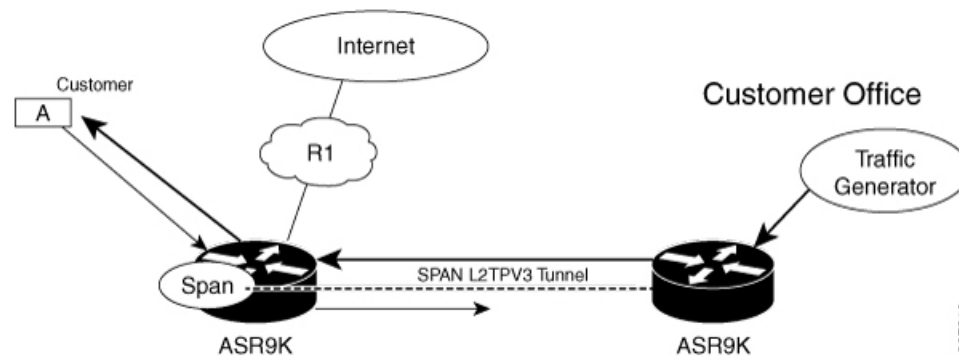 Internet
Customer
A
R1
Customer Office
Traffic
Generator
SPAN L2TPV3 Tunnel
Span
ASR9K
ASR9K